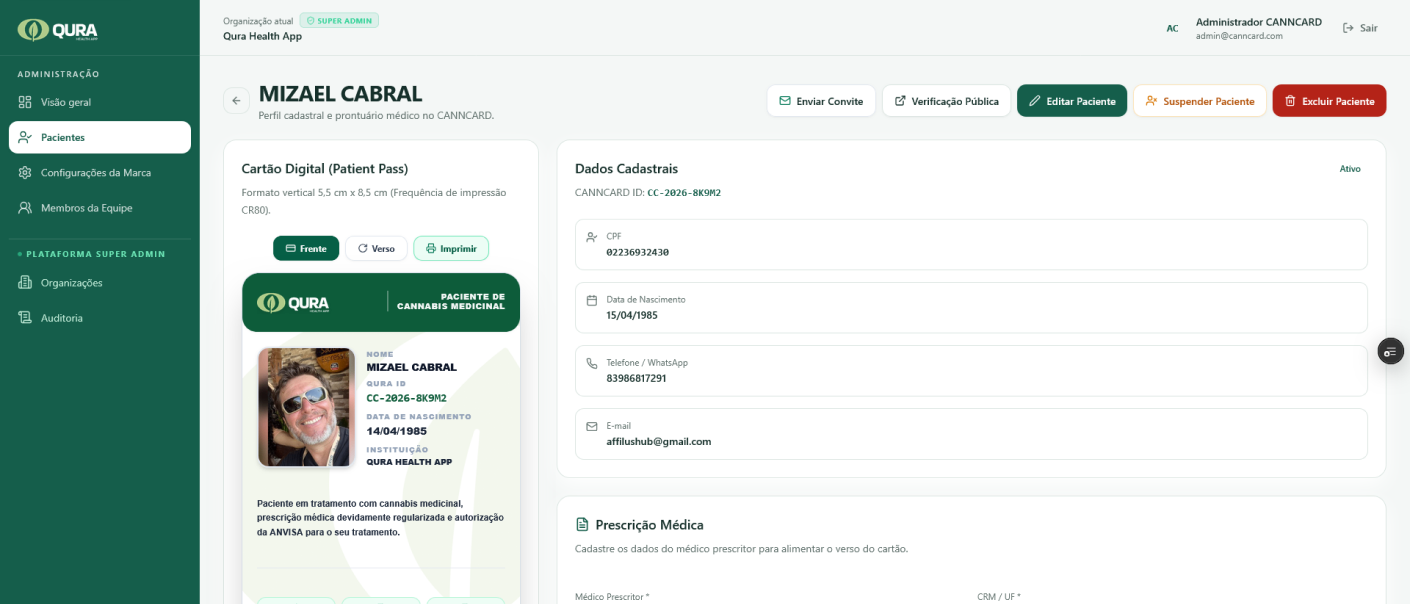 QURA
HEALTH APP
ADMINISTRAÇÃO
Visão geral
Pacientes
Configurações da Marca
Membros da Equipe
PLATAFORMA SUPER ADMIN
Organizações
Auditoria
Organização atual SUPER ADMIN
Qura Health App
AC
Administrador CANNCARD
admin@canncard.com
Sair
MIZAEL CABRAL
Perfil cadastral e prontuário médico no CANNCARD.
Enviar Convite
Verificação Pública
Editar Paciente
Suspender Paciente
Excluir Paciente
Cartão Digital (Patient Pass)
Formato vertical 5,5 cm x 8,5 cm (Frequência de impressão
CR80).
Frente
Verso
Imprimir
QURA
HEALTH APP
PACIENTE DE
CANNABIS MEDICINAL
NOME
MIZAEL CABRAL
QURA ID
CC-2026-8K9M2
DATA DE NASCIMENTO
14/04/1985
INSTITUIÇÃO
QURA HEALTH APP
Paciente em tratamento com cannabis medicinal,
prescrição médica devidamente regularizada e autorização
da ANVISA para o seu tratamento.
Dados Cadastrais
Ativo
CANNCARD ID: CC-2026-8K9M2
CPF
02236932430
Data de Nascimento
15/04/1985
Telefone / WhatsApp
83986817291
E-mail
affilushub@gmail.com
Prescrição Médica
Cadastre os dados do médico prescritor para alimentar o verso do cartão.
Médico Prescritor *
CRM / UF *